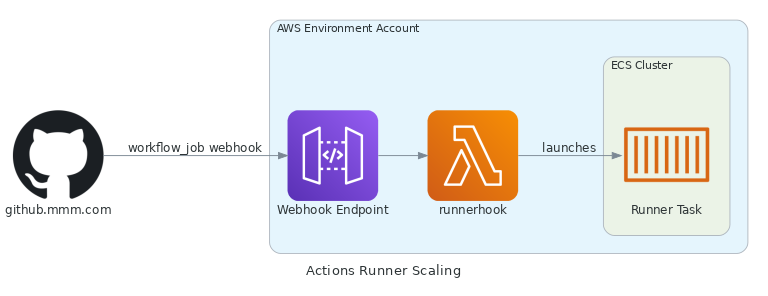 AWS Environment Account
ECS Cluster
workflow_job webhook
launches
github.mmm.com
Webhook Endpoint
runnerhook
Runner Task
Actions Runner Scaling